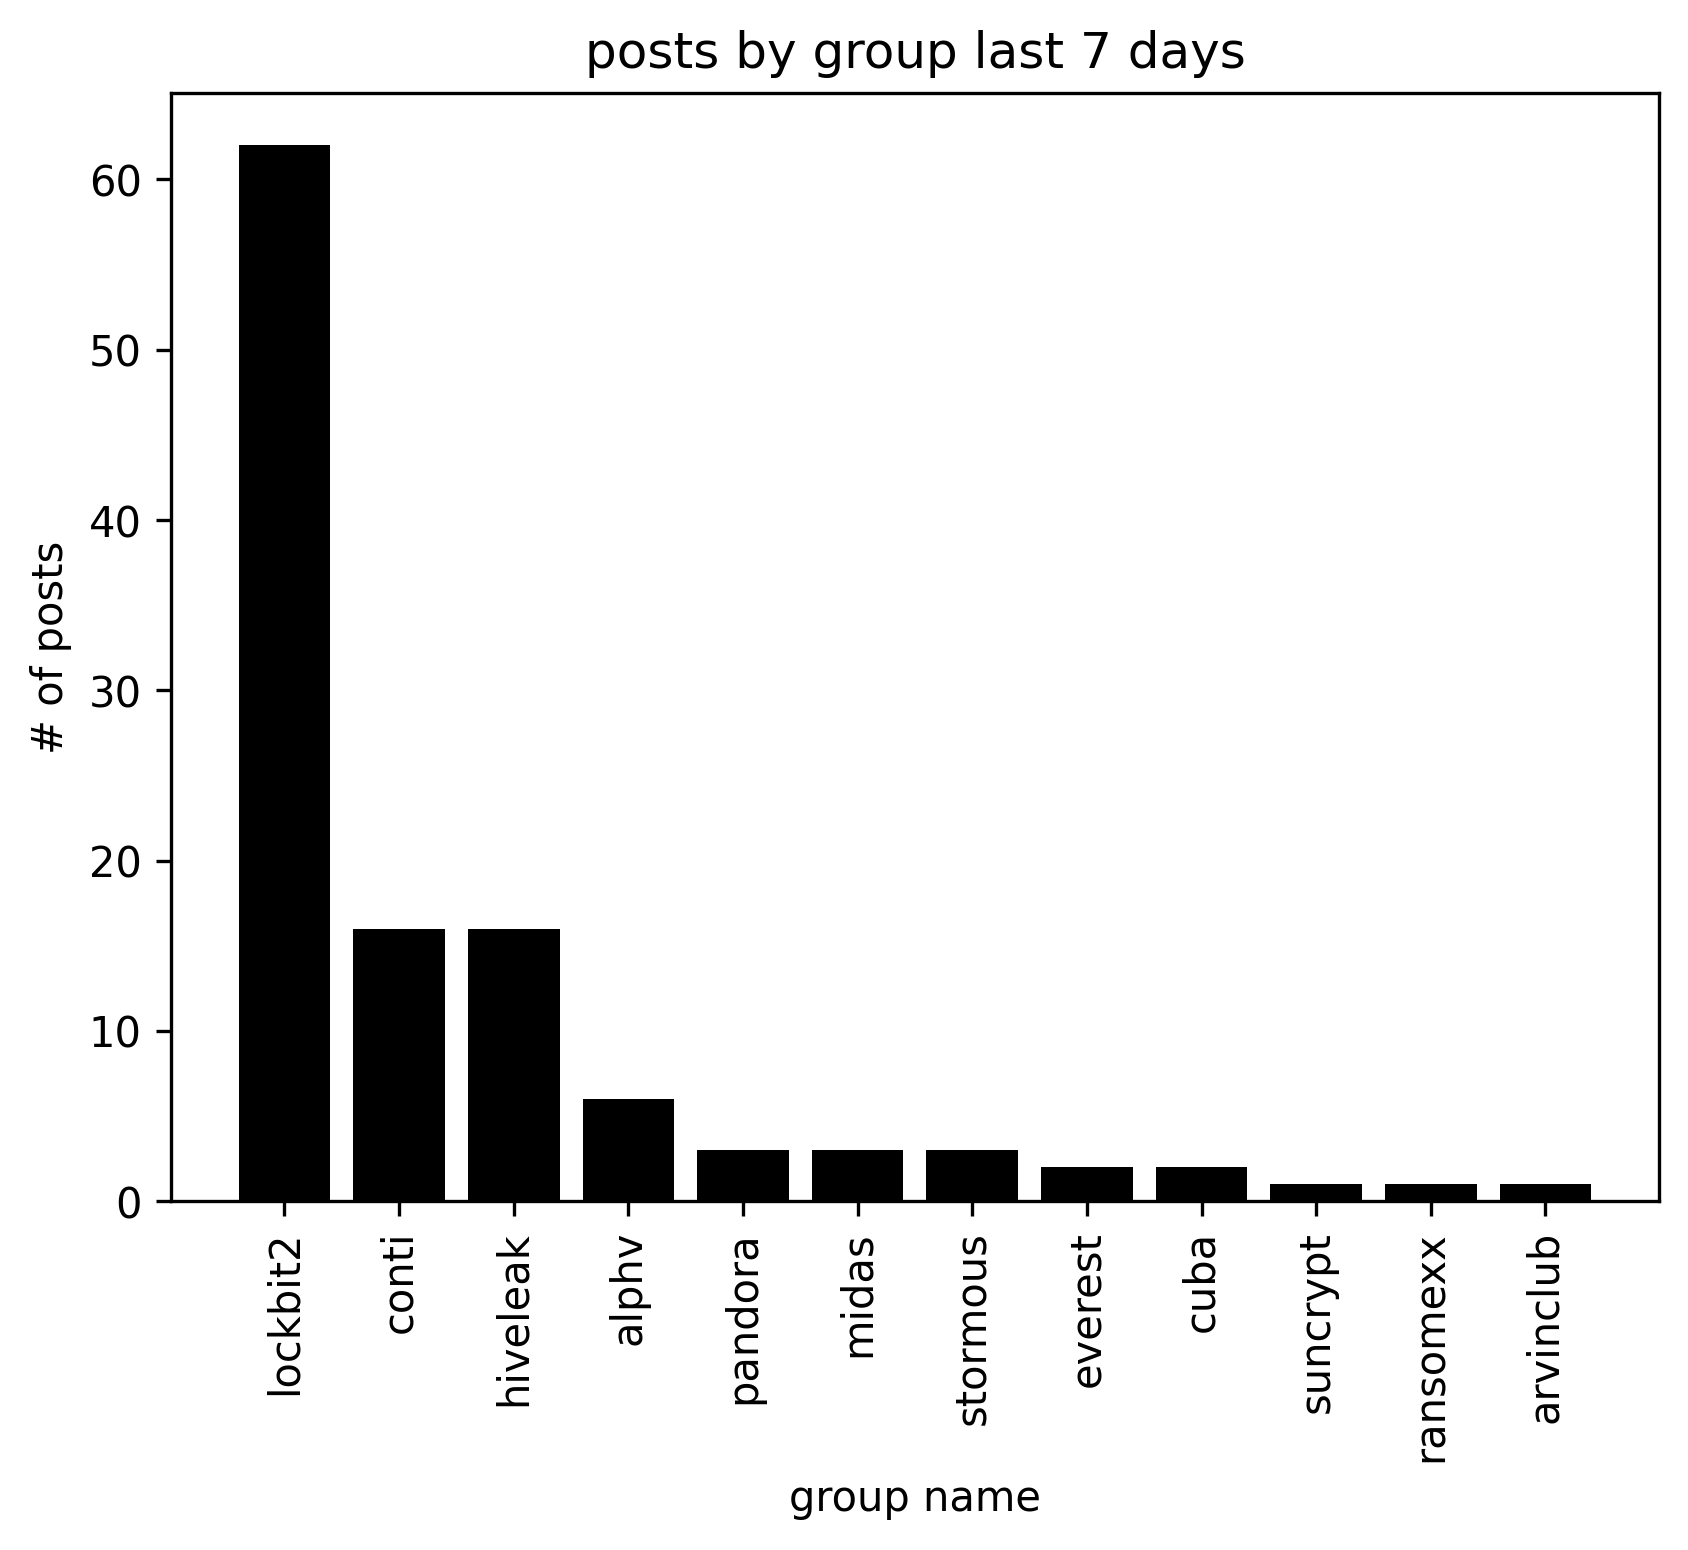 posts by group last 7 days
# of posts
60
50
40
30
20
10
0
lockbit2
conti
hiveleak
alphv
pandora
midas
stormous
everest
cuba
suncrypt
ransomexx
arvinclub
group name